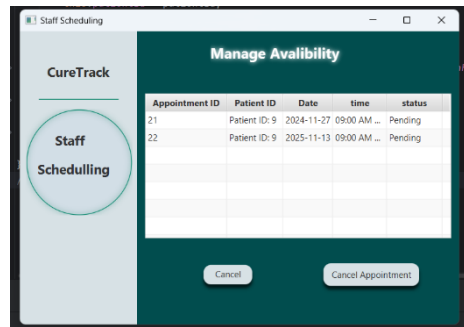 Staff Scheduling
CureTrack
Staff
Schedulling
Manage Avalibility
Appointment ID Patient ID Date time status
21 Patient ID: 9 2024-11-27 09:00 AM ... Pending
22 Patient ID: 9 2025-11-13 09:00 AM ... Pending
Cancel Cancel Appointment